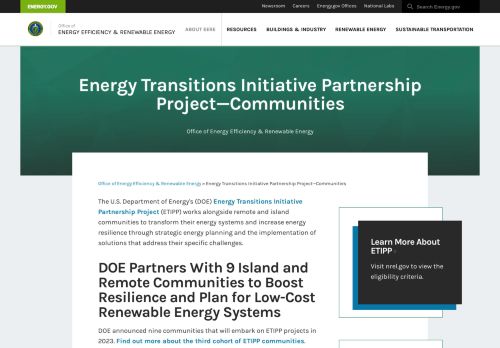 ENERGY.GOV
Newsroom Careers Energy.gov Offices National Labs Search Energy.gov
Office of
ENERGY EFFICIENCY & RENEWABLE ENERGY
ABOUT EERE RESOURCES BUILDINGS & INDUSTRY RENEWABLE ENERGY SUSTAINABLE TRANSPORTATION
Energy Transitions Initiative Partnership
Project—Communities
Office of Energy Efficiency & Renewable Energy
Office of Energy Efficiency & Renewable Energy » Energy Transitions Initiative Partnership Project—Communities
The U.S. Department of Energy's (DOE) Energy Transitions Initiative
Partnership Project (ETIPP) works alongside remote and island
communities to transform their energy systems and increase energy
resilience through strategic energy planning and the implementation of
solutions that address their specific challenges.
Learn More About
ETIPP
Visit nrel.gov to view the
eligibility criteria.
DOE Partners With 9 Island and
Remote Communities to Boost
Resilience and Plan for Low-Cost
Renewable Energy Systems
DOE announced nine communities that will embark on ETIPP projects in
2023. Find out more about the third cohort of ETIPP communities.